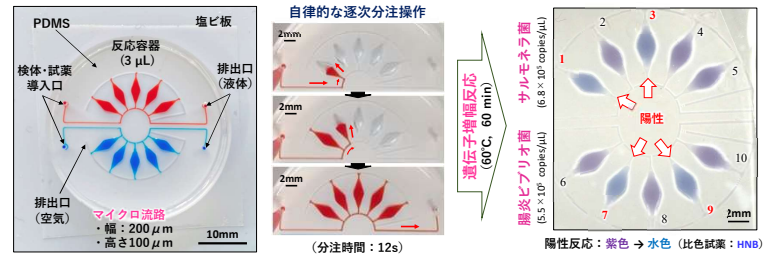 PDMS
塩ビ板
反応容器
(3 μL)
検体・試薬
導入口
排出口
(液体)
排出口
(空気)
マイクロ流路
・幅：200μm
・高さ100μm
10mm
自律的な逐次分注操作
2mm
2mm
2mm
(分注時間：12s)
遺伝子増幅反応
(60℃, 60 min)
サルモネラ菌
(6.8×10⁵ copies/μL)
腸炎ビブリオ菌
(5.5×10⁵ copies/μL)
1
2
3
4
5
陽性
6
7
8
9
10
2mm
陽性反応：紫色→水色（比色試薬：HNB）